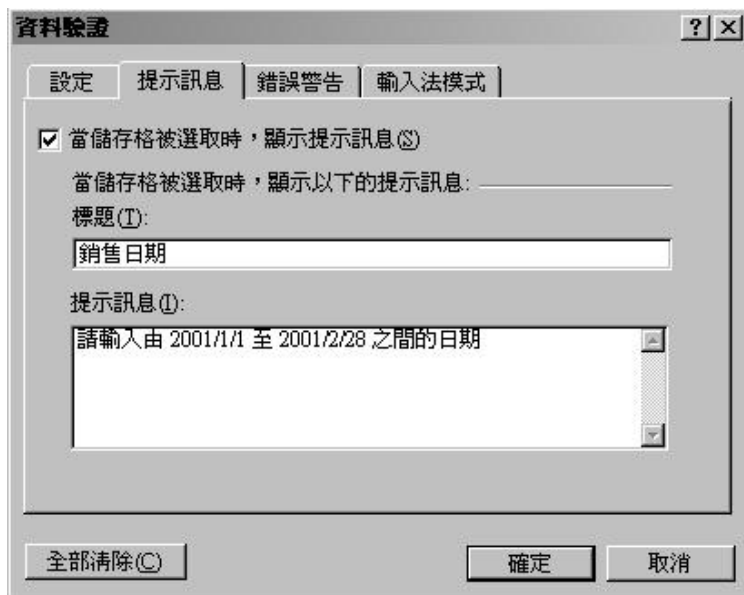 資料驗證
設定 提示訊息 錯誤警告 輸入法模式
當儲存格被選取時，顯示提示訊息(S)
當儲存格被選取時，顯示以下的提示訊息:
標題(T):
銷售日期
提示訊息(I):
請輸入由 2001/1/1 至 2001/2/28 之間的日期
全部清除(C) 確定 取消